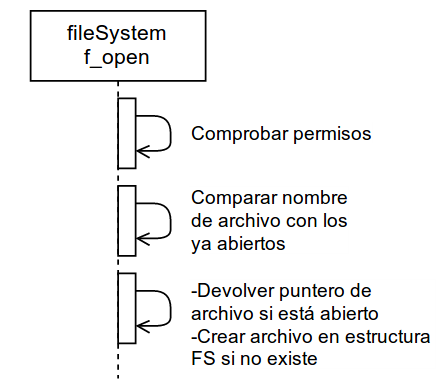 fileSystem
f_open
Comprobar permisos
Comparar nombre
de archivo con los
ya abiertos
-Devolver puntero de
archivo si está abierto
-Crear archivo en estructura
FS si no existe